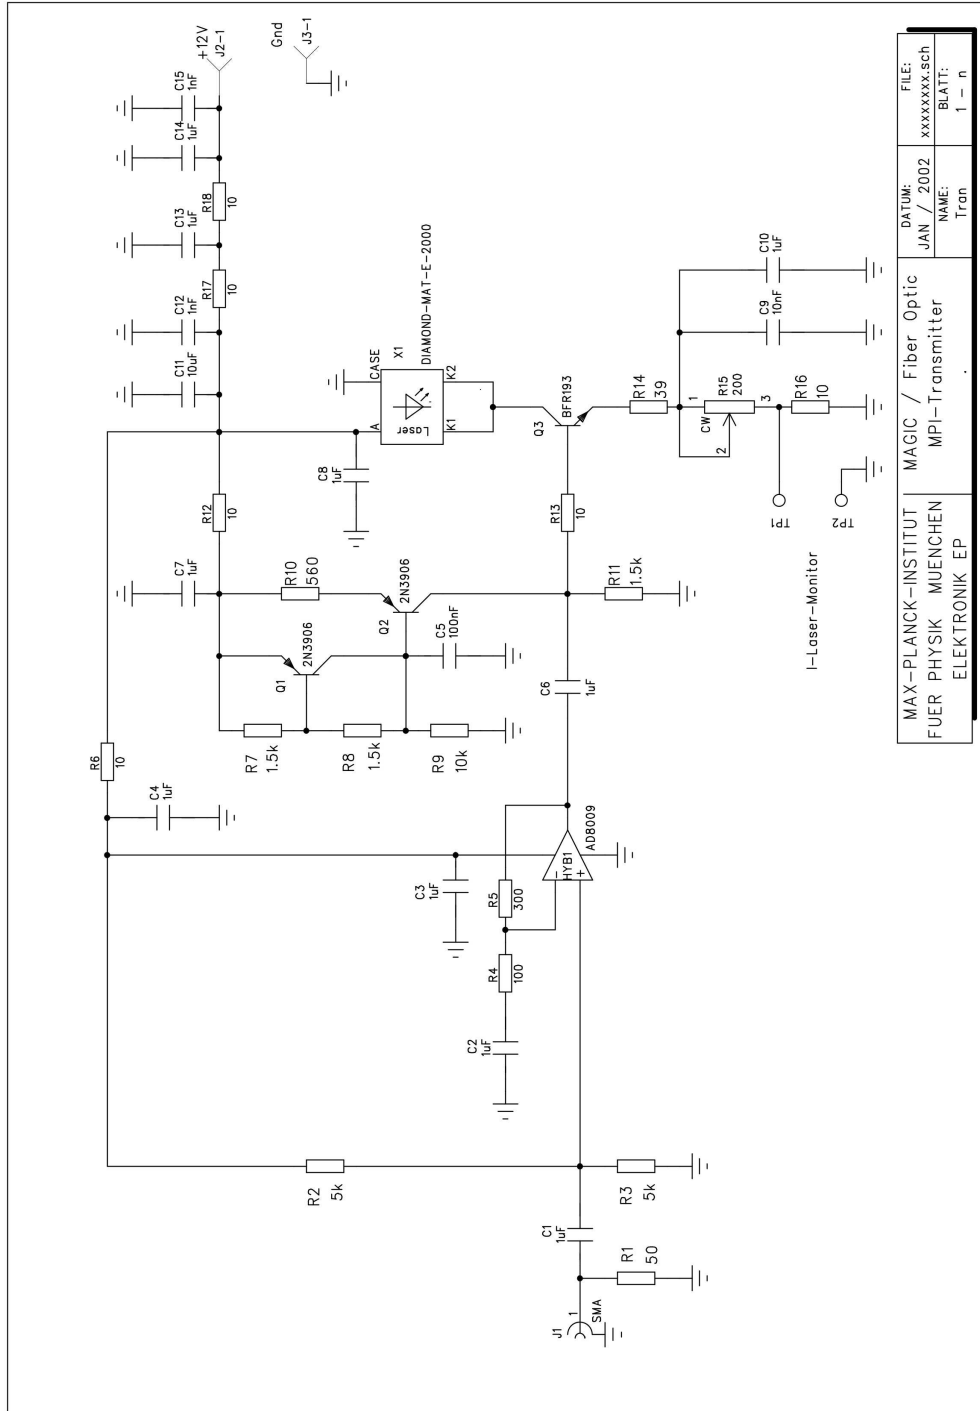 +12V
J2-1
Gnd
J3-1
C15
1nF
C14
1uF
R18
10
C13
1uF
R17
10
C12
1nF
C11
10uF
R12
10
C7
1uF
R6
10
C4
1uF
C8
1uF
CASE
A
Laser
K1
K2
X1
DIAMOND-MAT-E-2000
R10
560
Q2
2N3906
Q1
2N3906
C5
100nF
R7
1.5k
R8
1.5k
R9
10k
C3
1uF
Q3
BFR193
R13
10
R11
1.5k
C6
1uF
HYB1
-
+
AD8009
R5
300
R4
100
C2
1uF
R2
5k
R3
5k
C1
1uF
R1
50
J1
1
SMA
R14
39
R15
200
CW
1
2
3
R16
10
C9
10nF
C10
1uF
TP1
TP2
I-Laser-Monitor
MAX-PLANCK-INSTITUT
FUER PHYSIK MUENCHEN
ELEKTRONIK EP
MAGIC / Fiber Optic
MPI-Transmitter
DATUM:
JAN / 2002
NAME:
Tran
FILE:
xxxxxxxx.sch
BLATT:
1 - n